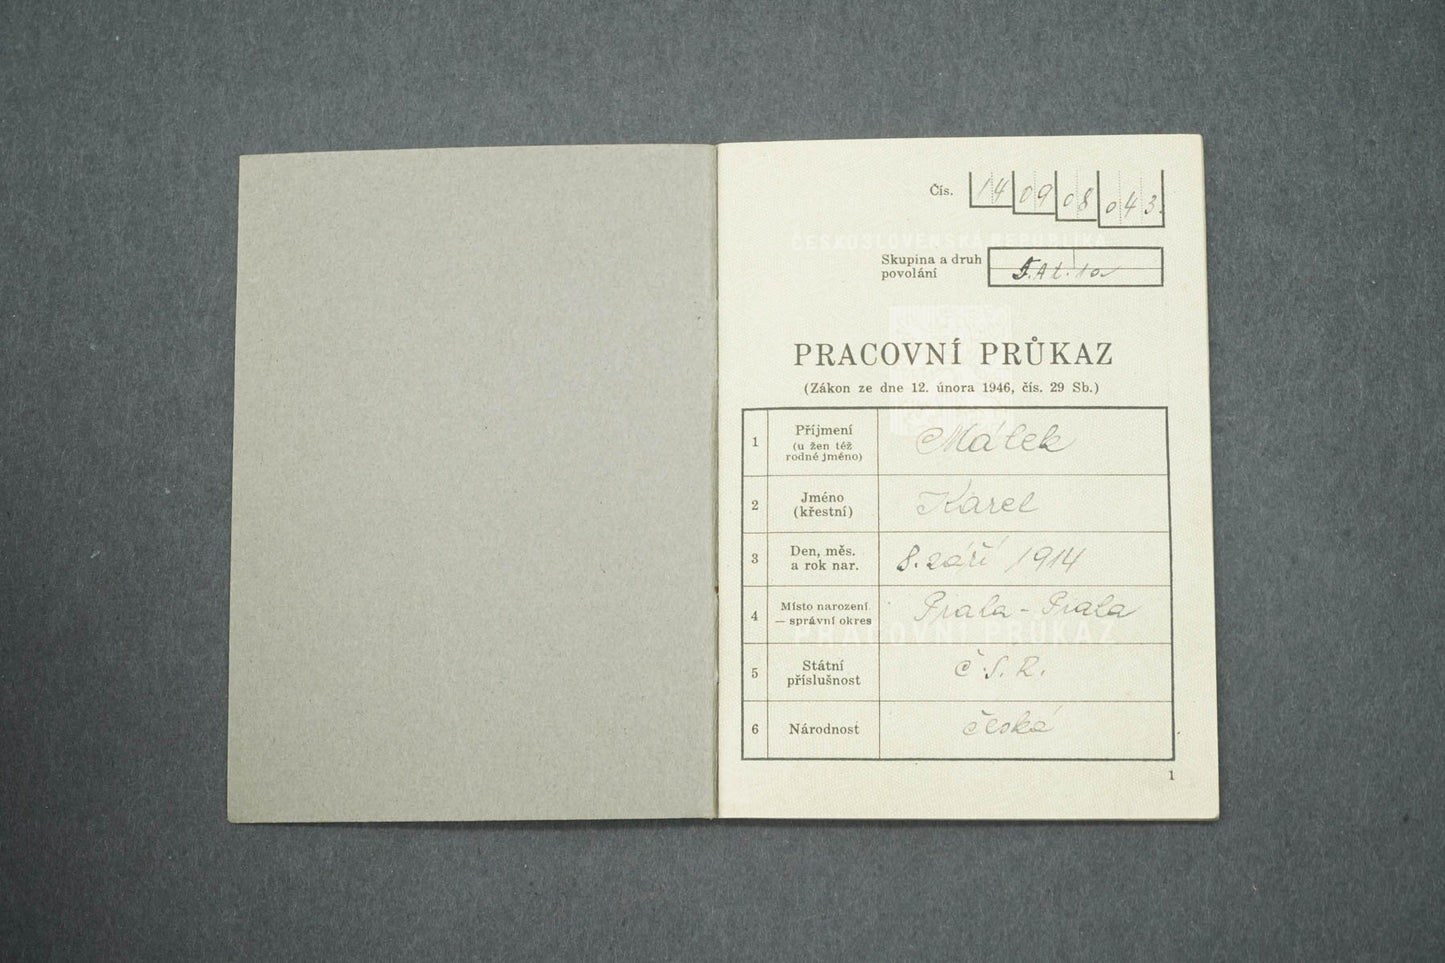 Čís. 14 09 08 043.
ČESKOSLOVENSKÁ REPUBLIKA
Skupina a druh
povolání
PRACOVNÍ PRŮKAZ
(Zákon ze dne 12. února 1946, čís. 29 Sb.)
1 Příjmení
(u žen též
rodné jméno)
Málek
2 Jméno
(křestní)
Karel
3 Den, měs.
a rok nar.
8. září 1914
4 Místo narození
— správní okres
Praha - Praha
PRACOVNÍ PRŮKAZ
5 Státní
příslušnost
Č.S.R.
6 Národnost česká
1